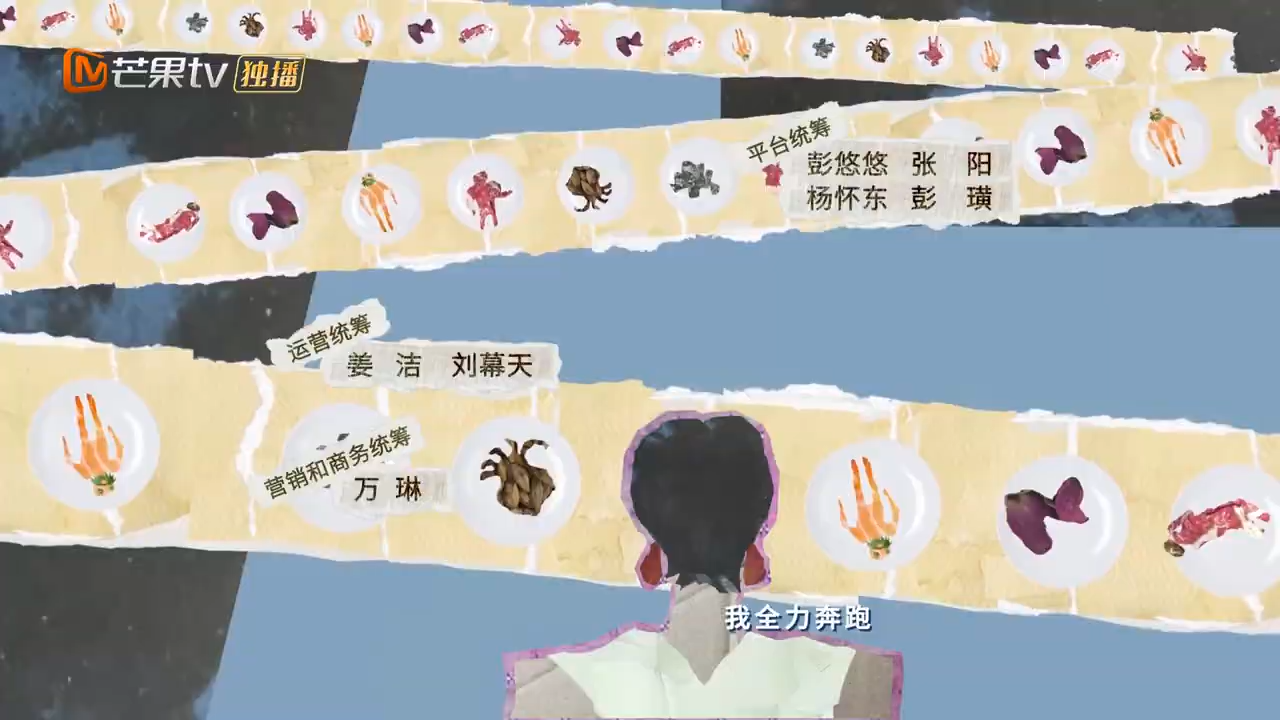 芒果tv 独播
平台统筹
彭悠悠 张 阳
杨怀东 彭 璜
运营统筹
姜 洁 刘幕天
营销和商务统筹
万 琳
我全力奔跑